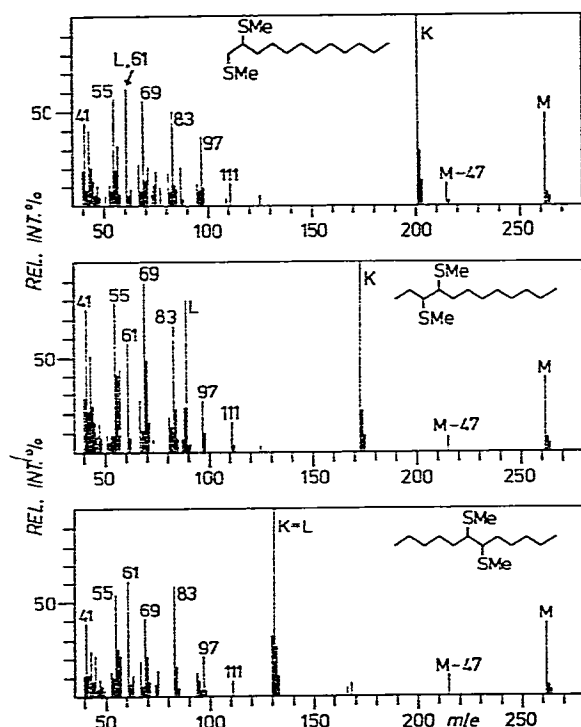 SMe
SMe
K
L,61
55
69
41
83
97
111
M
M-47
50
50 100 150 200 250
REL. INT.%
SMe
SMe
K
41
55
61
69
83
L
97
111
M
M-47
50
50 100 150 200 250
REL. INT.%
SMe
SMe
K=L
41
55
61
69
83
97
111
M
M-47
50
50 100 150 200 m/e 250